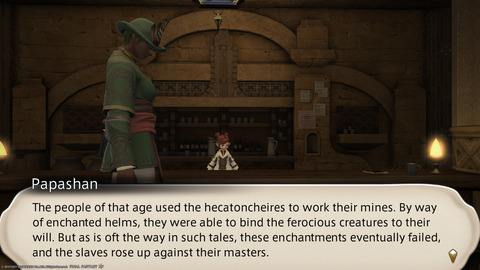 Papashan
The people of that age used the hecatoncheires to work their mines. By way
of enchanted helms, they were able to bind the ferocious creatures to their
will. But as is oft the way in such tales, these enchantments eventually failed,
and the slaves rose up against their masters.